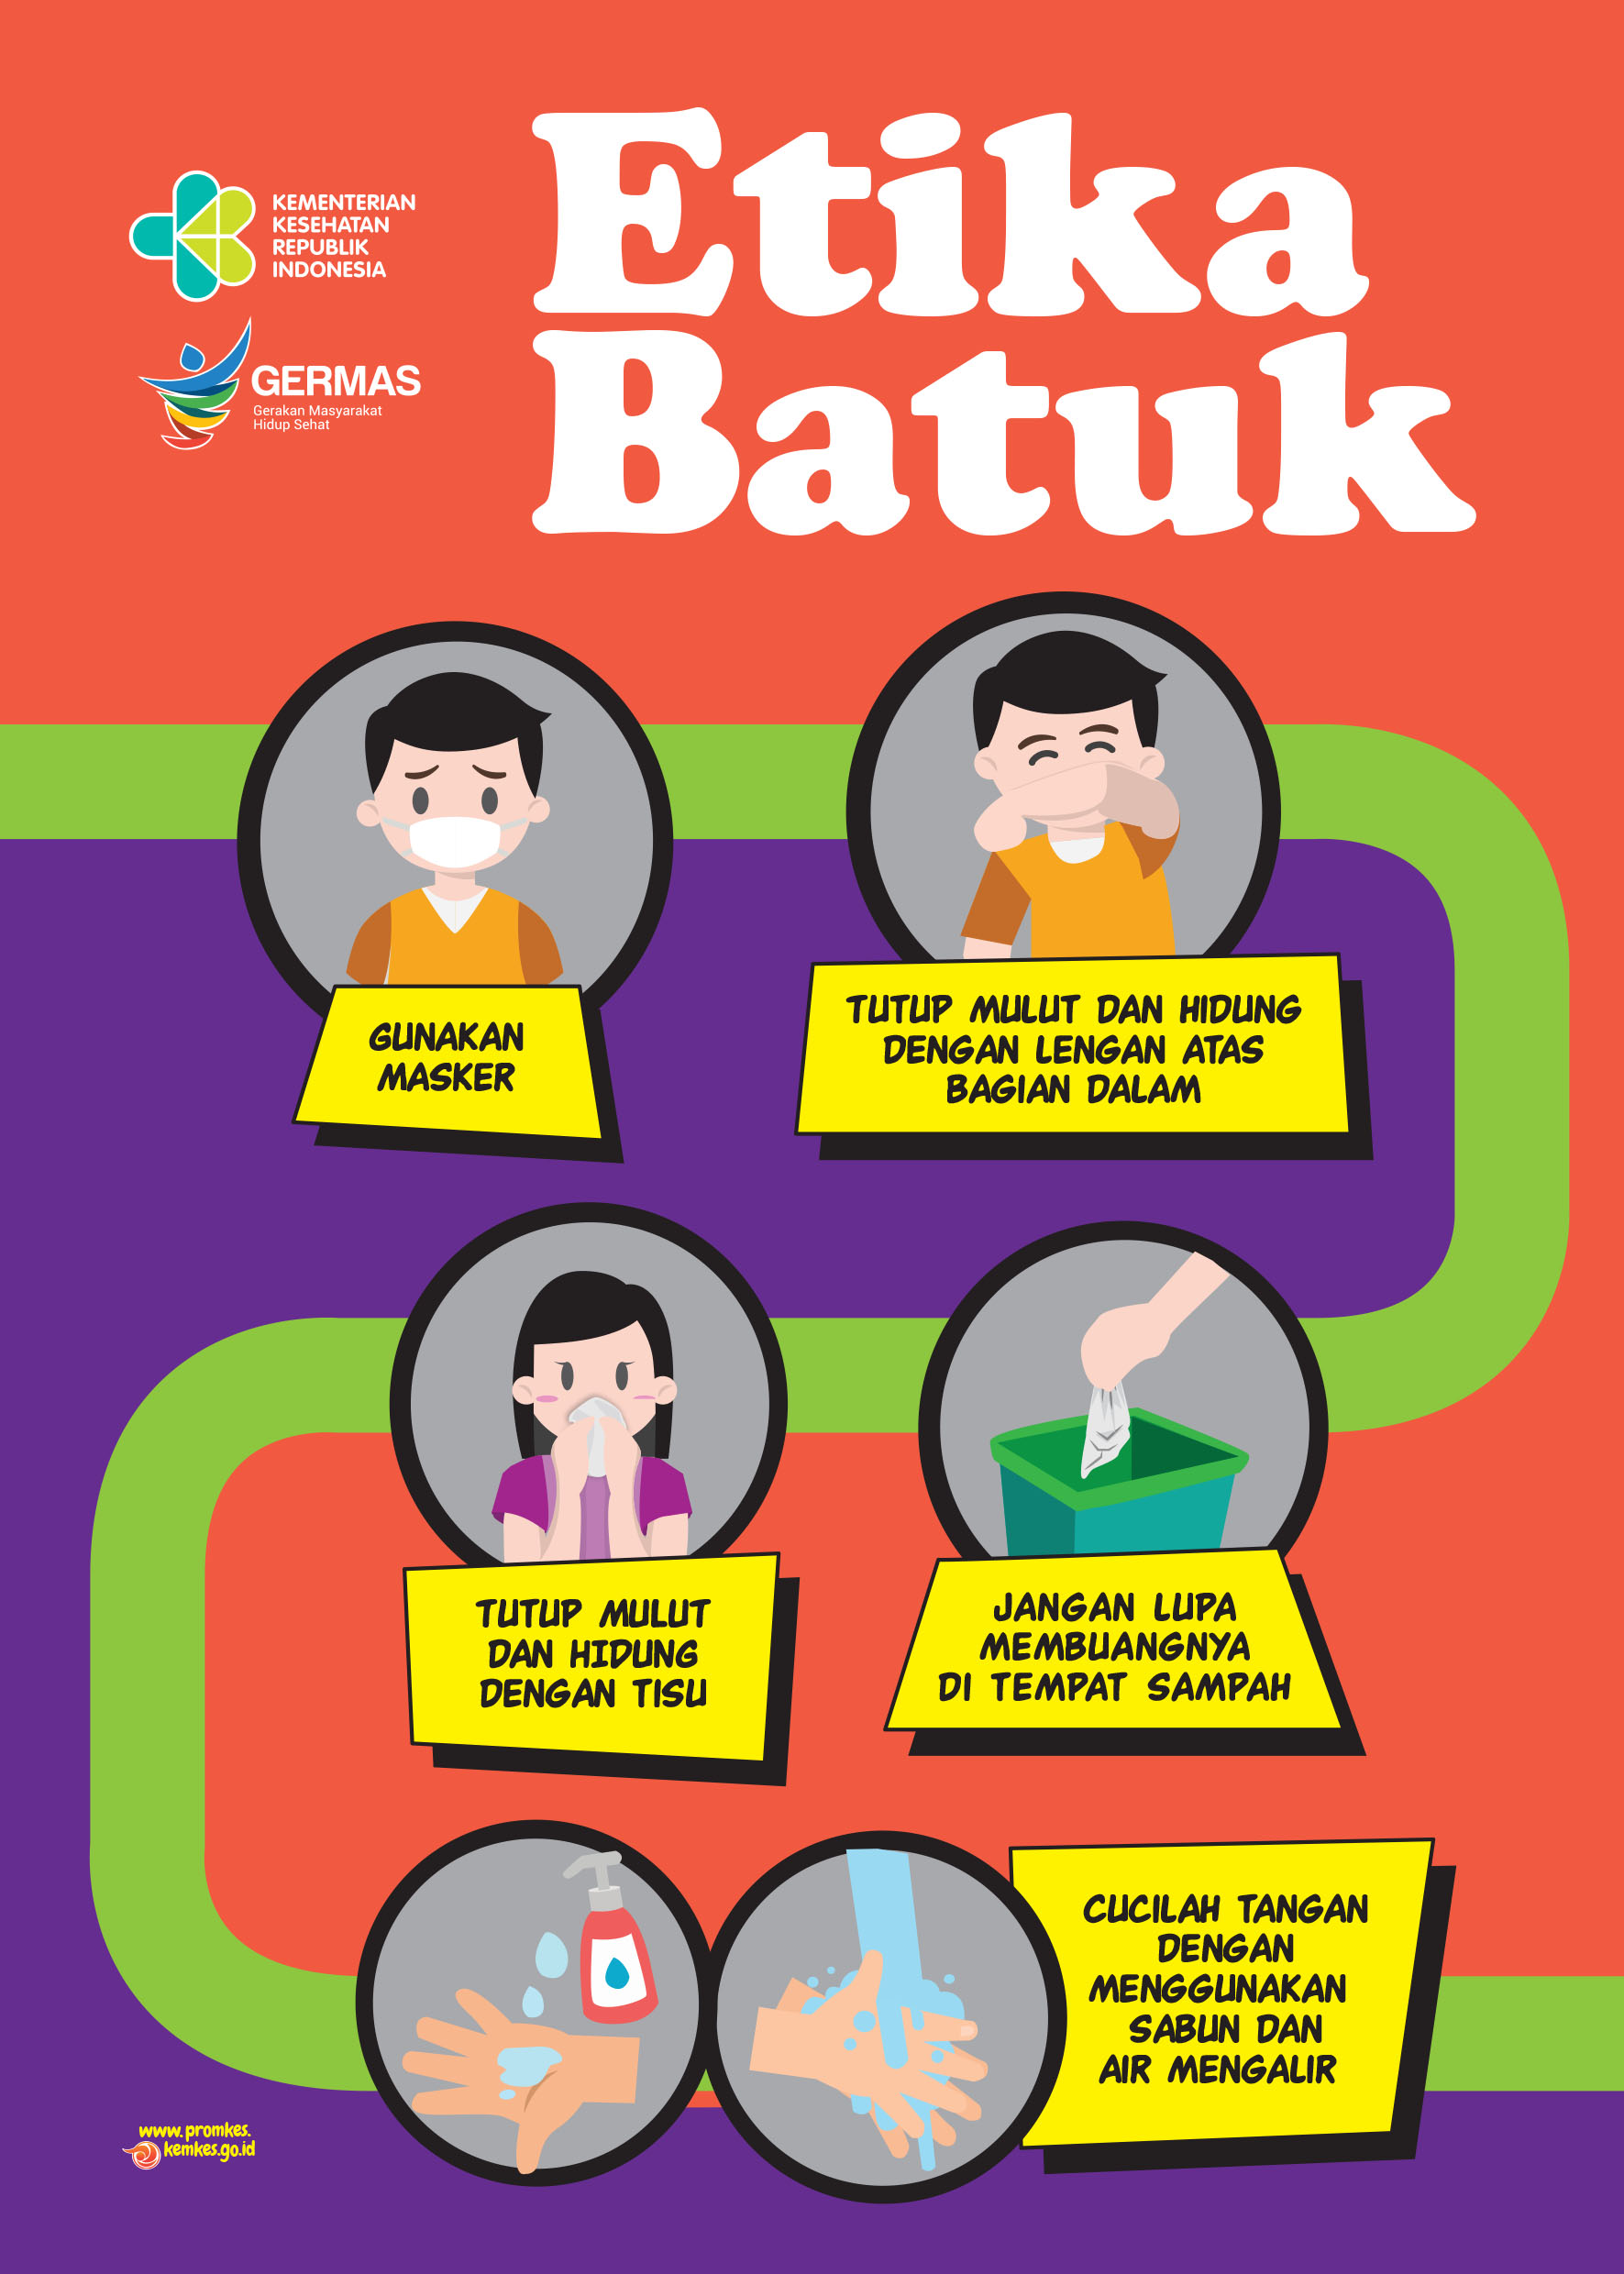 Etika
Batuk
KEMENTERIAN
KESEHATAN
REPUBLIK
INDONESIA
GERMAS
Gerakan Masyarakat
Hidup Sehat
GUNAKAN
MASKER
TUTUP MULUT DAN HIDUNG
DENGAN LENGAN ATAS
BAGIAN DALAM
TUTUP MULUT
DAN HIDUNG
DENGAN TISU
JANGAN LUPA
MEMBUANGNYA
DI TEMPAT SAMPAH
CUCILAH TANGAN
DENGAN
MENGGUNAKAN
SABUN DAN
AIR MENGALIR
www.promkes.
kemkes.go.id